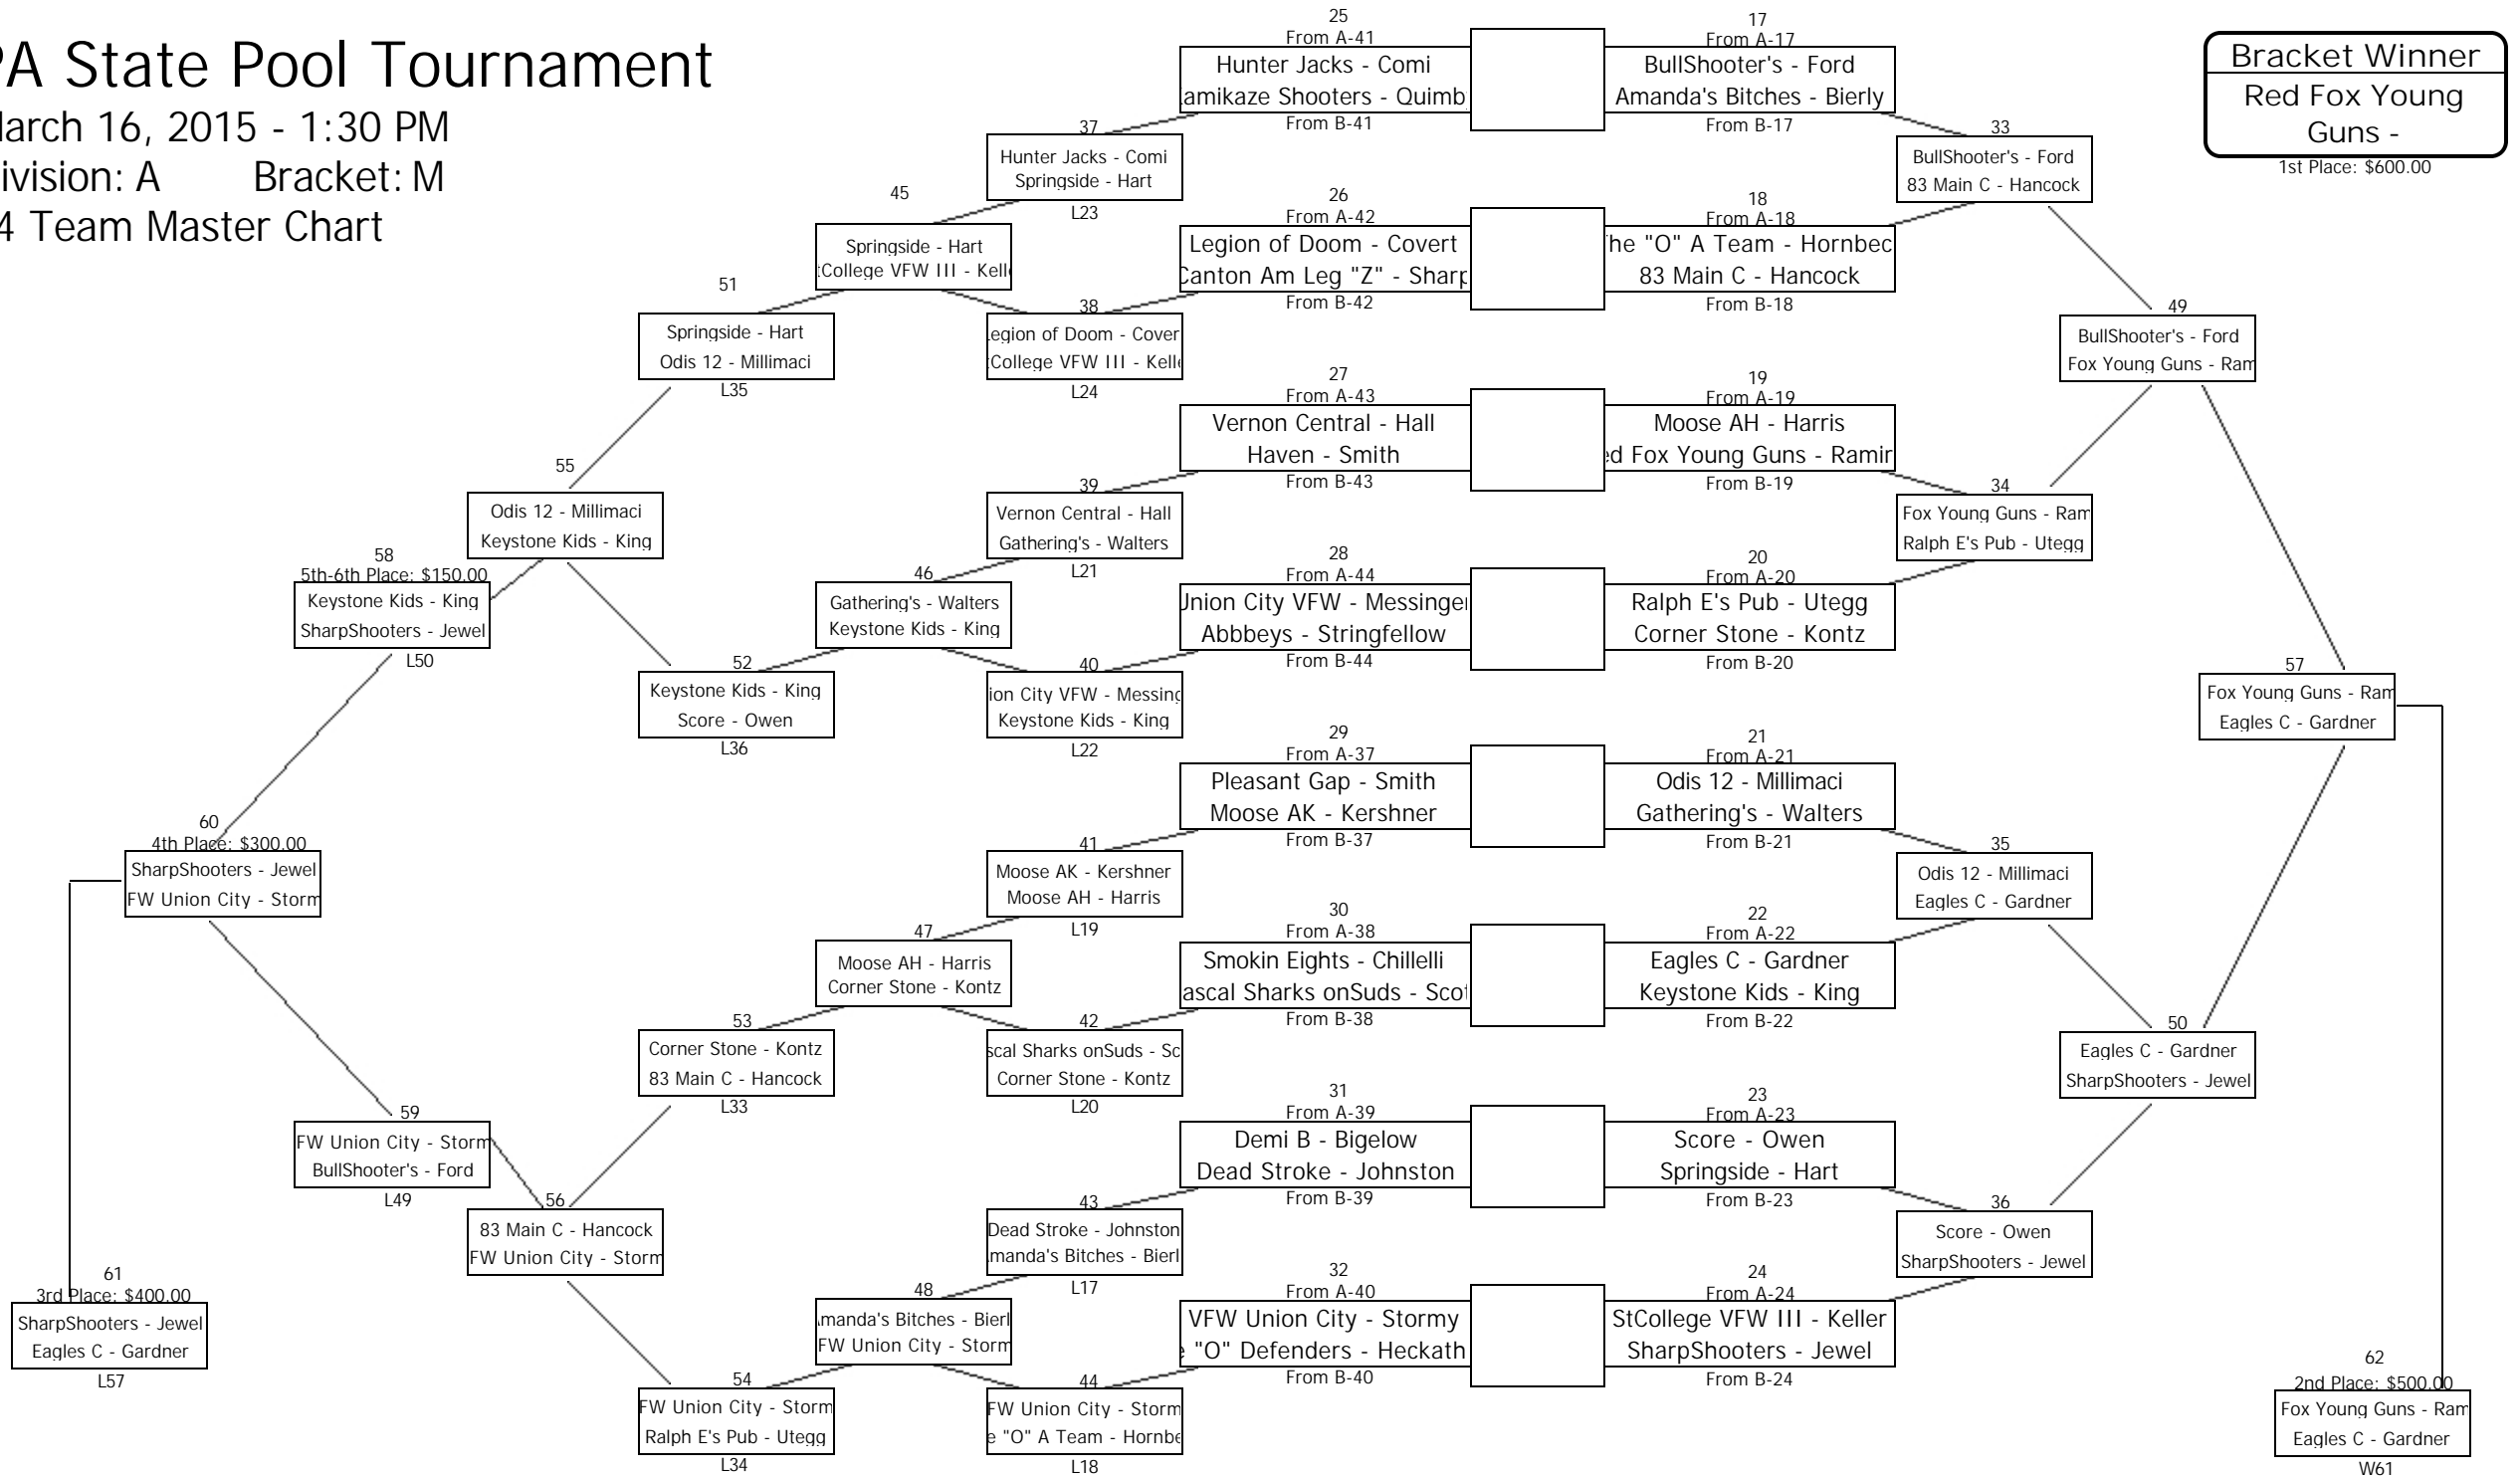 PA State Pool Tournament
March 16, 2015 - 1:30 PM
ivision: A Bracket: M
4 Team Master Chart
Bracket Winner
Red Fox Young
Guns -
1st Place: $600.00
25
From A-41
Hunter Jacks - Comi
amikaze Shooters - Quimb
From B-41
26
From A-42
Legion of Doom - Covert
Canton Am Leg "Z" - Sharp
From B-42
27
From A-43
Vernon Central - Hall
Haven - Smith
From B-43
28
From A-44
Union City VFW - Messinger
Abbbeys - Stringfellow
From B-44
29
From A-37
Pleasant Gap - Smith
Moose AK - Kershner
From B-37
30
From A-38
Smokin Eights - Chillelli
ascal Sharks onSuds - Scot
From B-38
31
From A-39
Demi B - Bigelow
Dead Stroke - Johnston
From B-39
32
From A-40
VFW Union City - Stormy
e "O" Defenders - Heckath
From B-40
17
From A-17
BullShooter's - Ford
Amanda's Bitches - Bierly
From B-17
18
From A-18
The "O" A Team - Hornbec
83 Main C - Hancock
From B-18
19
From A-19
Moose AH - Harris
ed Fox Young Guns - Ramir
From B-19
20
From A-20
Ralph E's Pub - Utegg
Corner Stone - Kontz
From B-20
21
From A-21
Odis 12 - Millimaci
Gathering's - Walters
From B-21
22
From A-22
Eagles C - Gardner
Keystone Kids - King
From B-22
23
From A-23
Score - Owen
Springside - Hart
From B-23
24
From A-24
StCollege VFW III - Keller
SharpShooters - Jewel
From B-24
33
BullShooter's - Ford
83 Main C - Hancock
34
Fox Young Guns - Ram
Ralph E's Pub - Utegg
35
Odis 12 - Millimaci
Eagles C - Gardner
36
Score - Owen
SharpShooters - Jewel
49
BullShooter's - Ford
Fox Young Guns - Ram
50
Eagles C - Gardner
SharpShooters - Jewel
57
Fox Young Guns - Ram
Eagles C - Gardner
62
2nd Place: $500.00
Fox Young Guns - Ram
Eagles C - Gardner
W61
37
Hunter Jacks - Comi
Springside - Hart
L23
38
Legion of Doom - Cover
tCollege VFW III - Kelle
L24
39
Vernon Central - Hall
Gathering's - Walters
L21
40
ion City VFW - Messing
Keystone Kids - King
L22
41
Moose AK - Kershner
Moose AH - Harris
L19
42
scal Sharks onSuds - Sc
Corner Stone - Kontz
L20
43
Dead Stroke - Johnston
manda's Bitches - Bierl
L17
44
FW Union City - Storm
e "O" A Team - Hornbe
L18
45
Springside - Hart
tCollege VFW III - Kelle
46
Gathering's - Walters
Keystone Kids - King
47
Moose AH - Harris
Corner Stone - Kontz
48
manda's Bitches - Bierl
FW Union City - Storm
51
Springside - Hart
Odis 12 - Millimaci
L35
52
Keystone Kids - King
Score - Owen
L36
53
Corner Stone - Kontz
83 Main C - Hancock
L33
54
FW Union City - Storm
Ralph E's Pub - Utegg
L34
55
Odis 12 - Millimaci
Keystone Kids - King
56
83 Main C - Hancock
FW Union City - Storm
58
5th-6th Place: $150.00
Keystone Kids - King
SharpShooters - Jewel
L50
59
FW Union City - Storm
BullShooter's - Ford
L49
60
4th Place: $300.00
SharpShooters - Jewel
FW Union City - Storm
61
3rd Place: $400.00
SharpShooters - Jewel
Eagles C - Gardner
L57